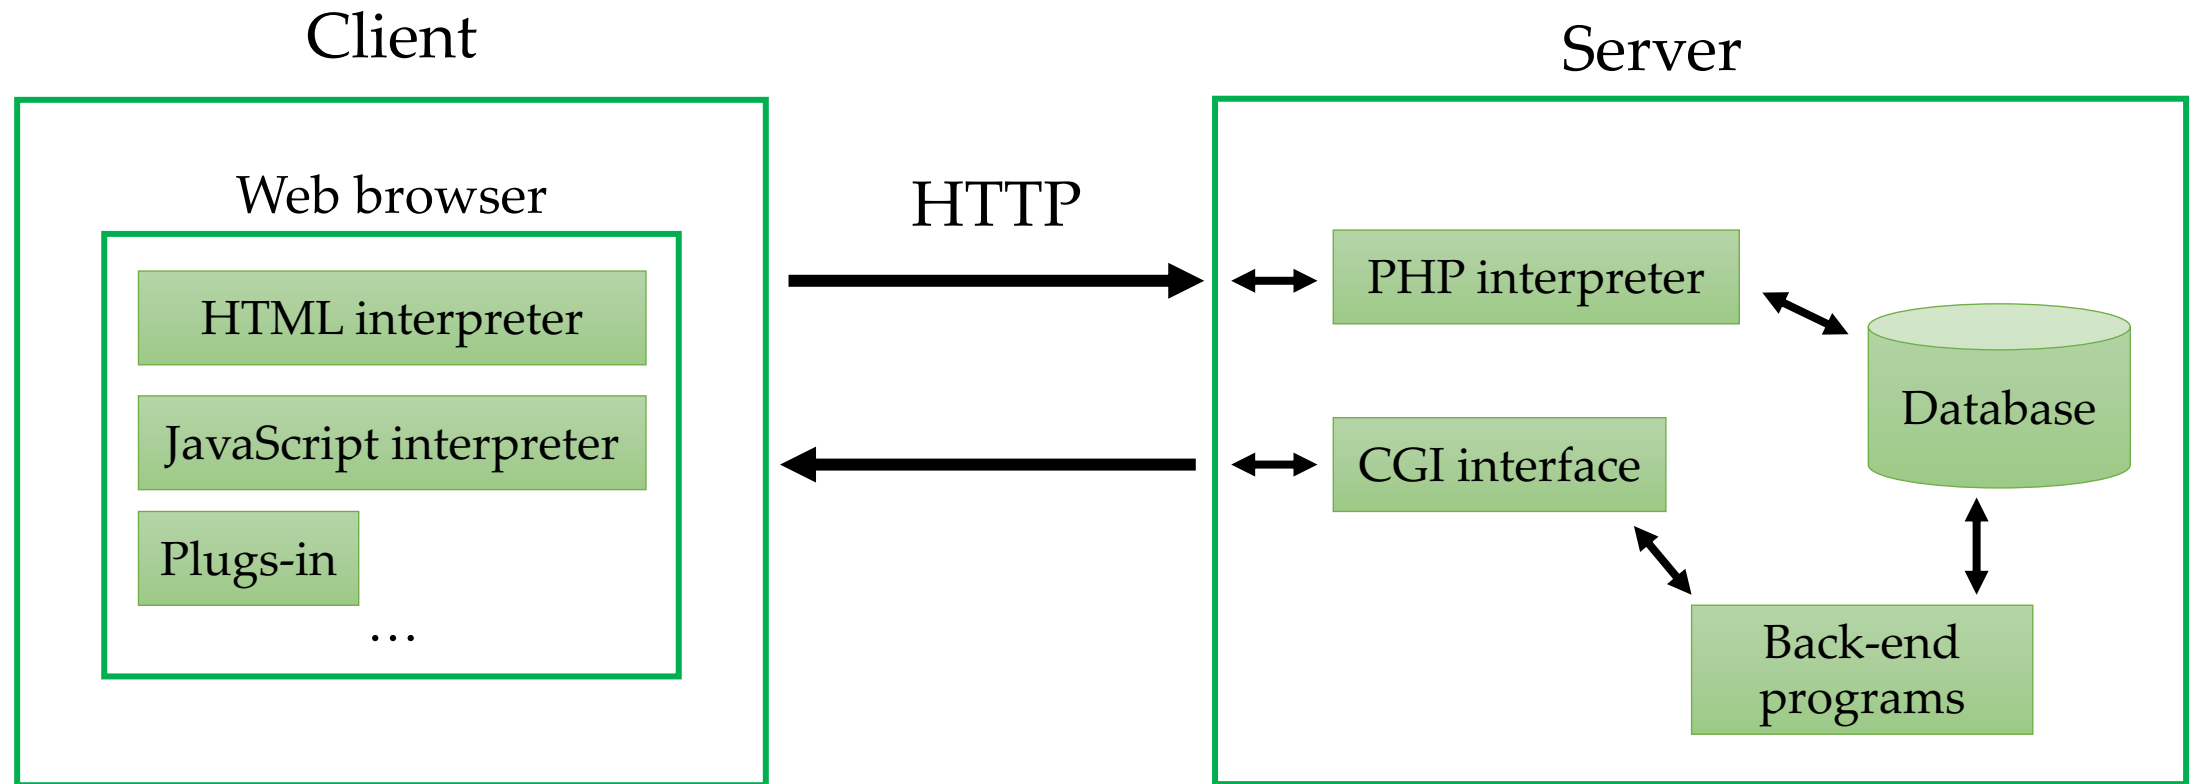 Client
Server
Web browser
HTTP
HTML interpreter
JavaScript interpreter
Plugs-in
...
PHP interpreter
CGI interface
Database
Back-end
programs